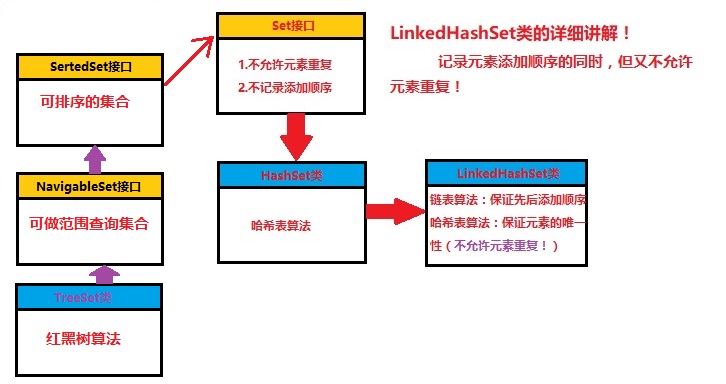 Set接口
1.不允许元素重复
2.不记录添加顺序
LinkedHashSet类的详细讲解！
记录元素添加顺序的同时，但又不允许
元素重复！
SertedSet接口
可排序的集合
NavigableSet接口
可做范围查询集合
TreeSet类
红黑树算法
HashSet类
哈希表算法
LinkedHashSet类
链表算法：保证先后添加顺序
哈希表算法：保证元素的唯一
性（不允许元素重复！）